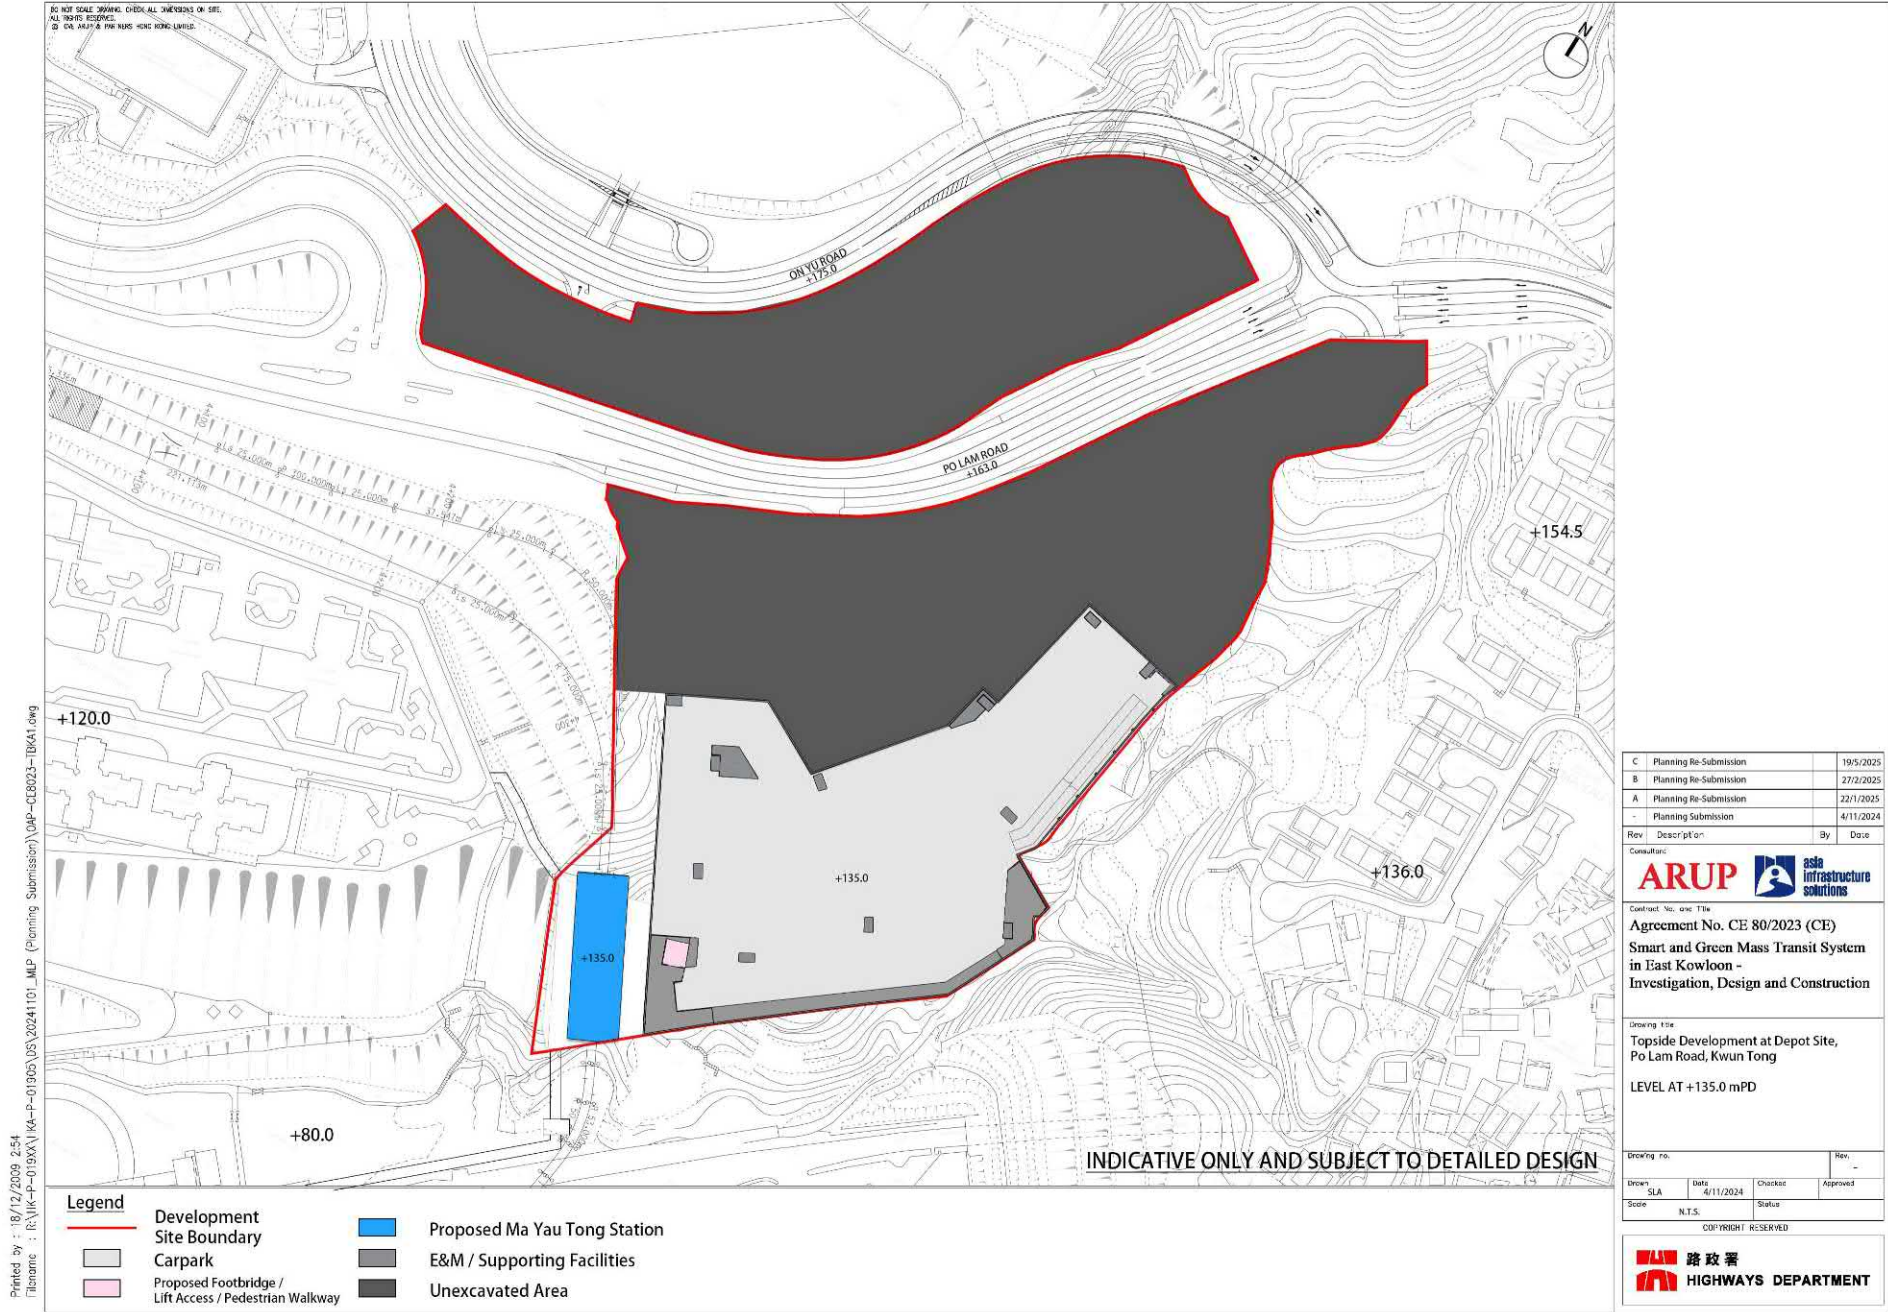 DO NOT SCALE DRAWING. CHECK ALL DIMENSIONS ON SITE.
ALL RIGHTS RESERVED.
N
ON YU ROAD
+175.0
PO LAM ROAD
+163.0
+154.5
+120.0
+135.0
+136.0
+135.0
+80.0
INDICATIVE ONLY AND SUBJECT TO DETAILED DESIGN
Legend
Development
Site Boundary
Carpark
Proposed Footbridge /
Lift Access / Pedestrian Walkway
Proposed Ma Yau Tong Station
E&M / Supporting Facilities
Unexcavated Area
C Planning Re-Submission 19/5/2025
B Planning Re-Submission 27/2/2025
A Planning Re-Submission 22/1/2025
- Planning Submission 4/11/2024
Rev Description By Date
Consultant
ARUP
asia
infrastructure
solutions
Contract No. and Title
Agreement No. CE 80/2023 (CE)
Smart and Green Mass Transit System
in East Kowloon -
Investigation, Design and Construction
Drawing title
Topside Development at Depot Site,
Po Lam Road, Kwun Tong
LEVEL AT +135.0 mPD
Drawing no. Rev.
-
Drawn Date Checked Approved
SLA 4/11/2024
Scale Status
N.T.S.
COPYRIGHT RESERVED
路政署
HIGHWAYS DEPARTMENT
Printed by : 18/12/2009 2:54